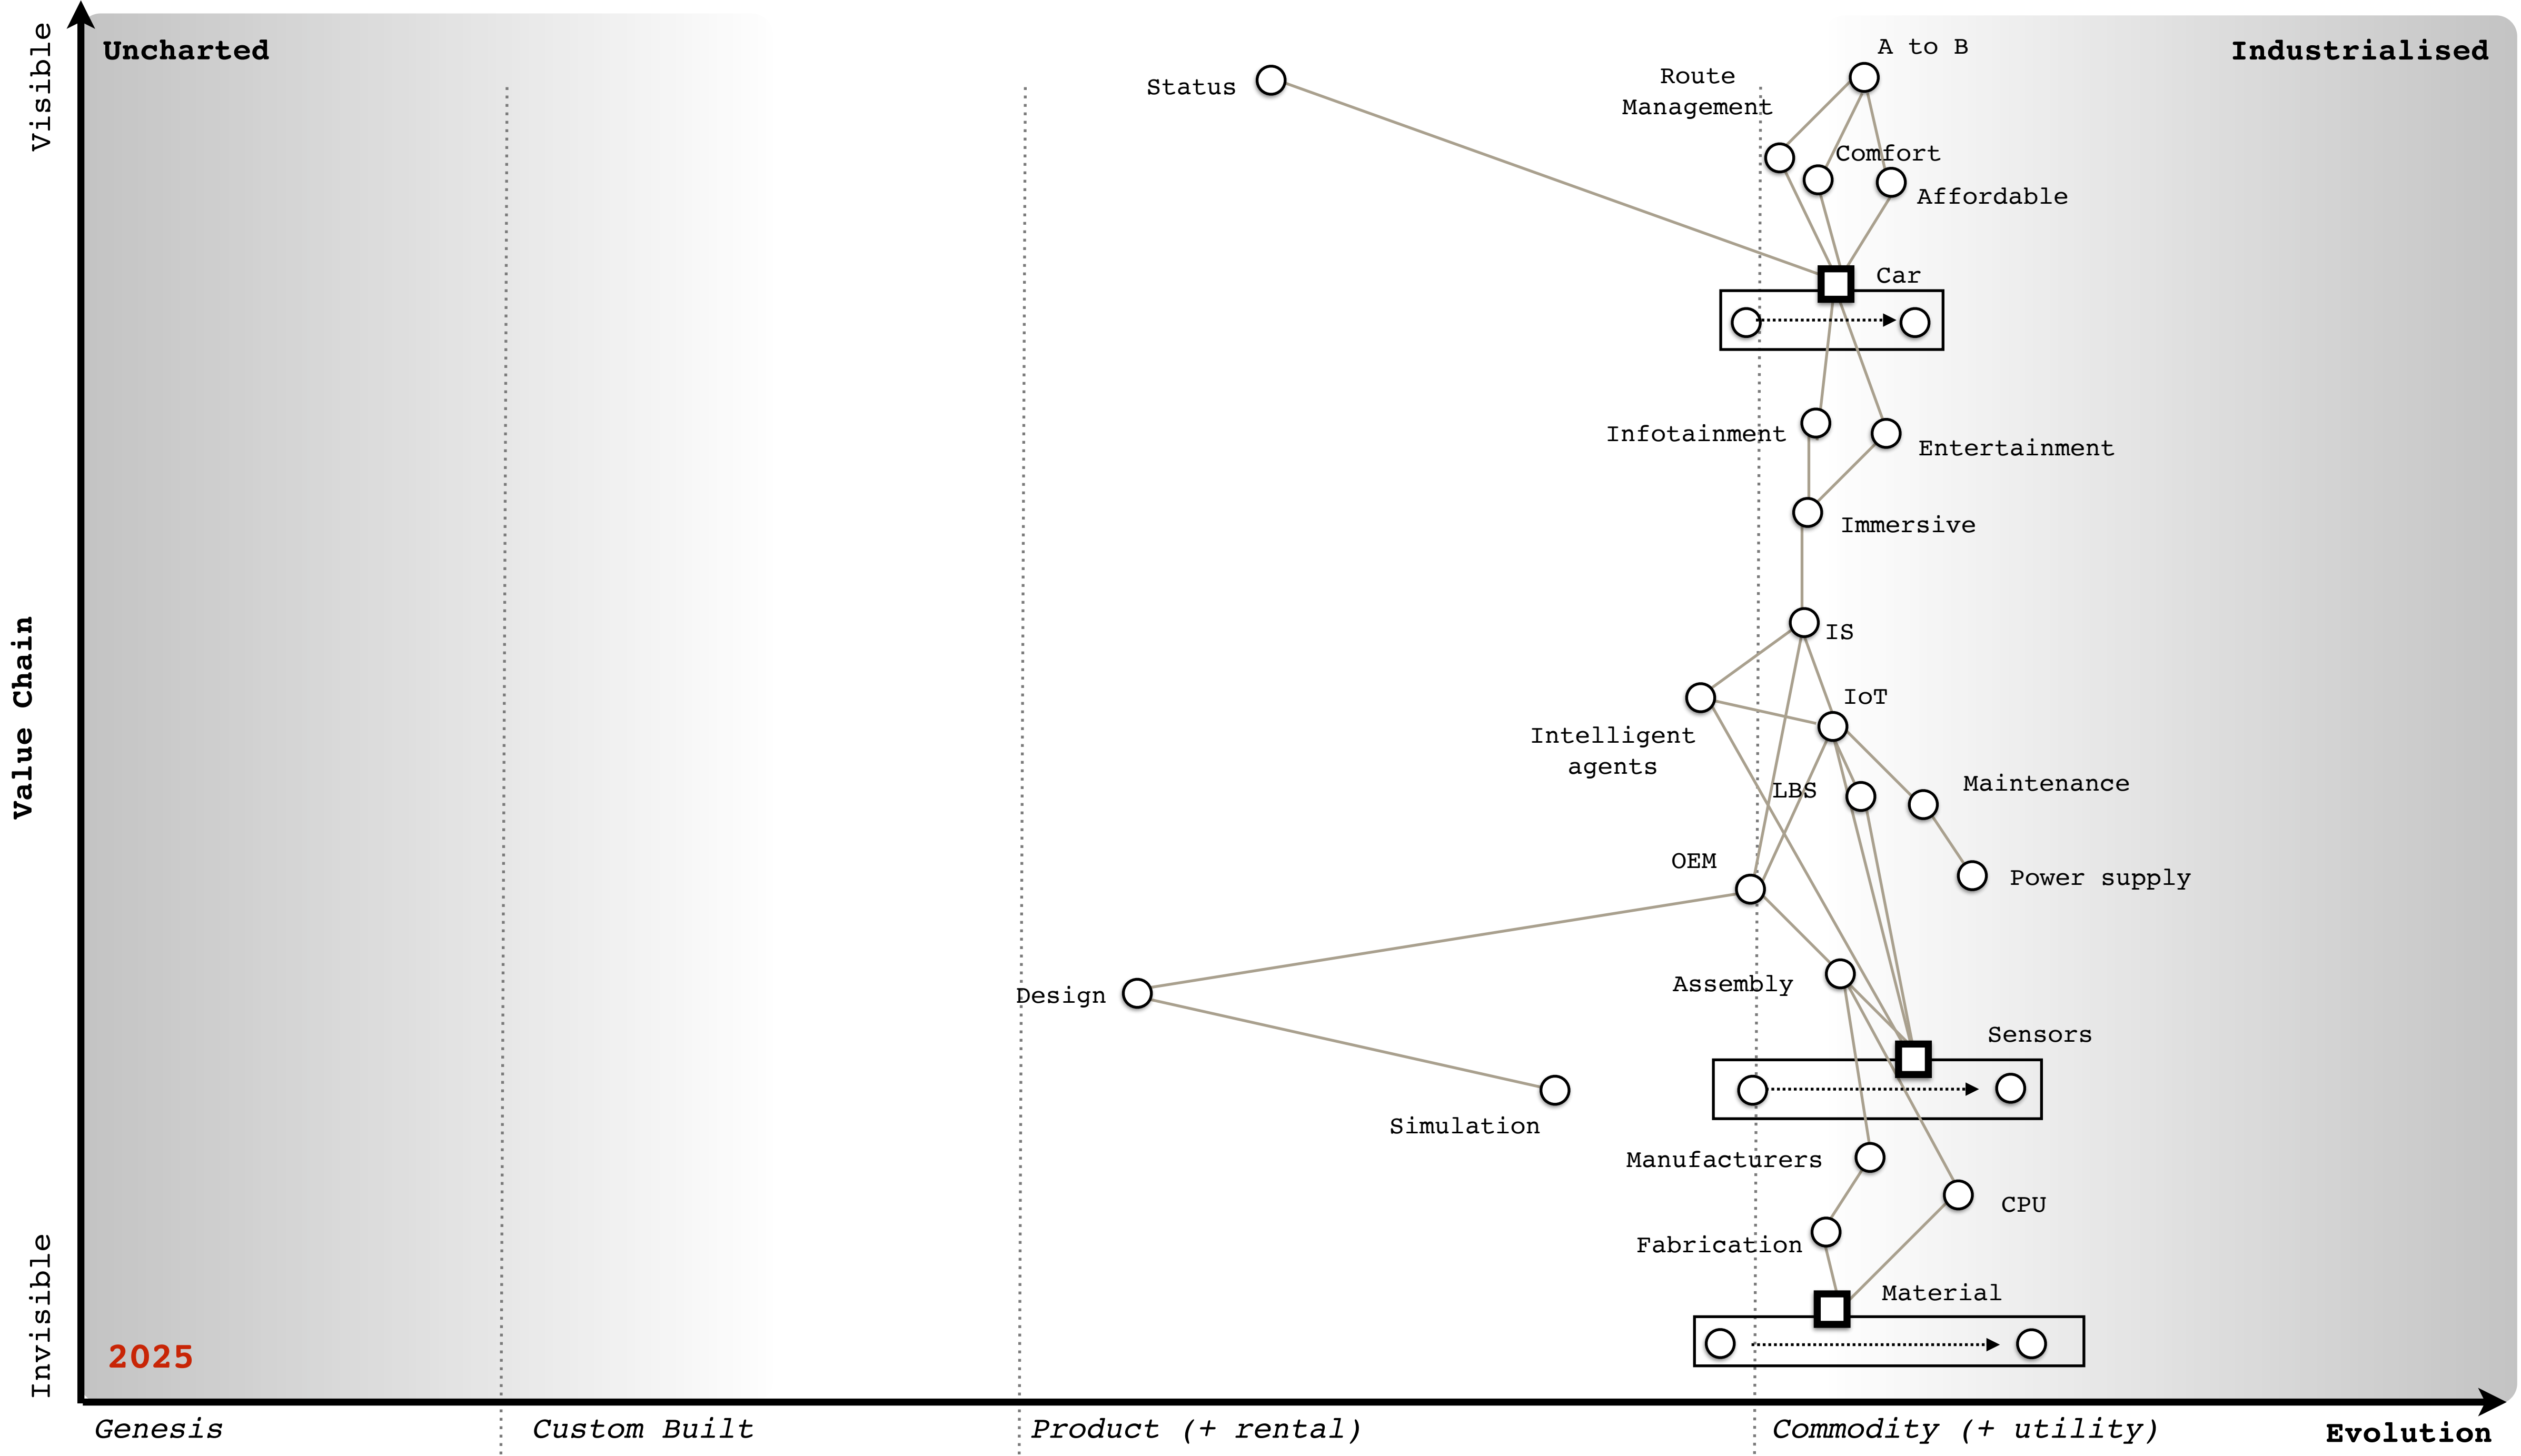 Visible
Uncharted
Industrialised
A to B
Status
Route
Management
Comfort
Affordable
Car
Infotainment
Entertainment
Immersive
Value Chain
IS
IoT
Intelligent
agents
LBS
Maintenance
OEM
Power supply
Design
Assembly
Sensors
Simulation
Manufacturers
CPU
Fabrication
Material
Invisible
2025
Genesis
Custom Built
Product (+ rental)
Commodity (+ utility)
Evolution